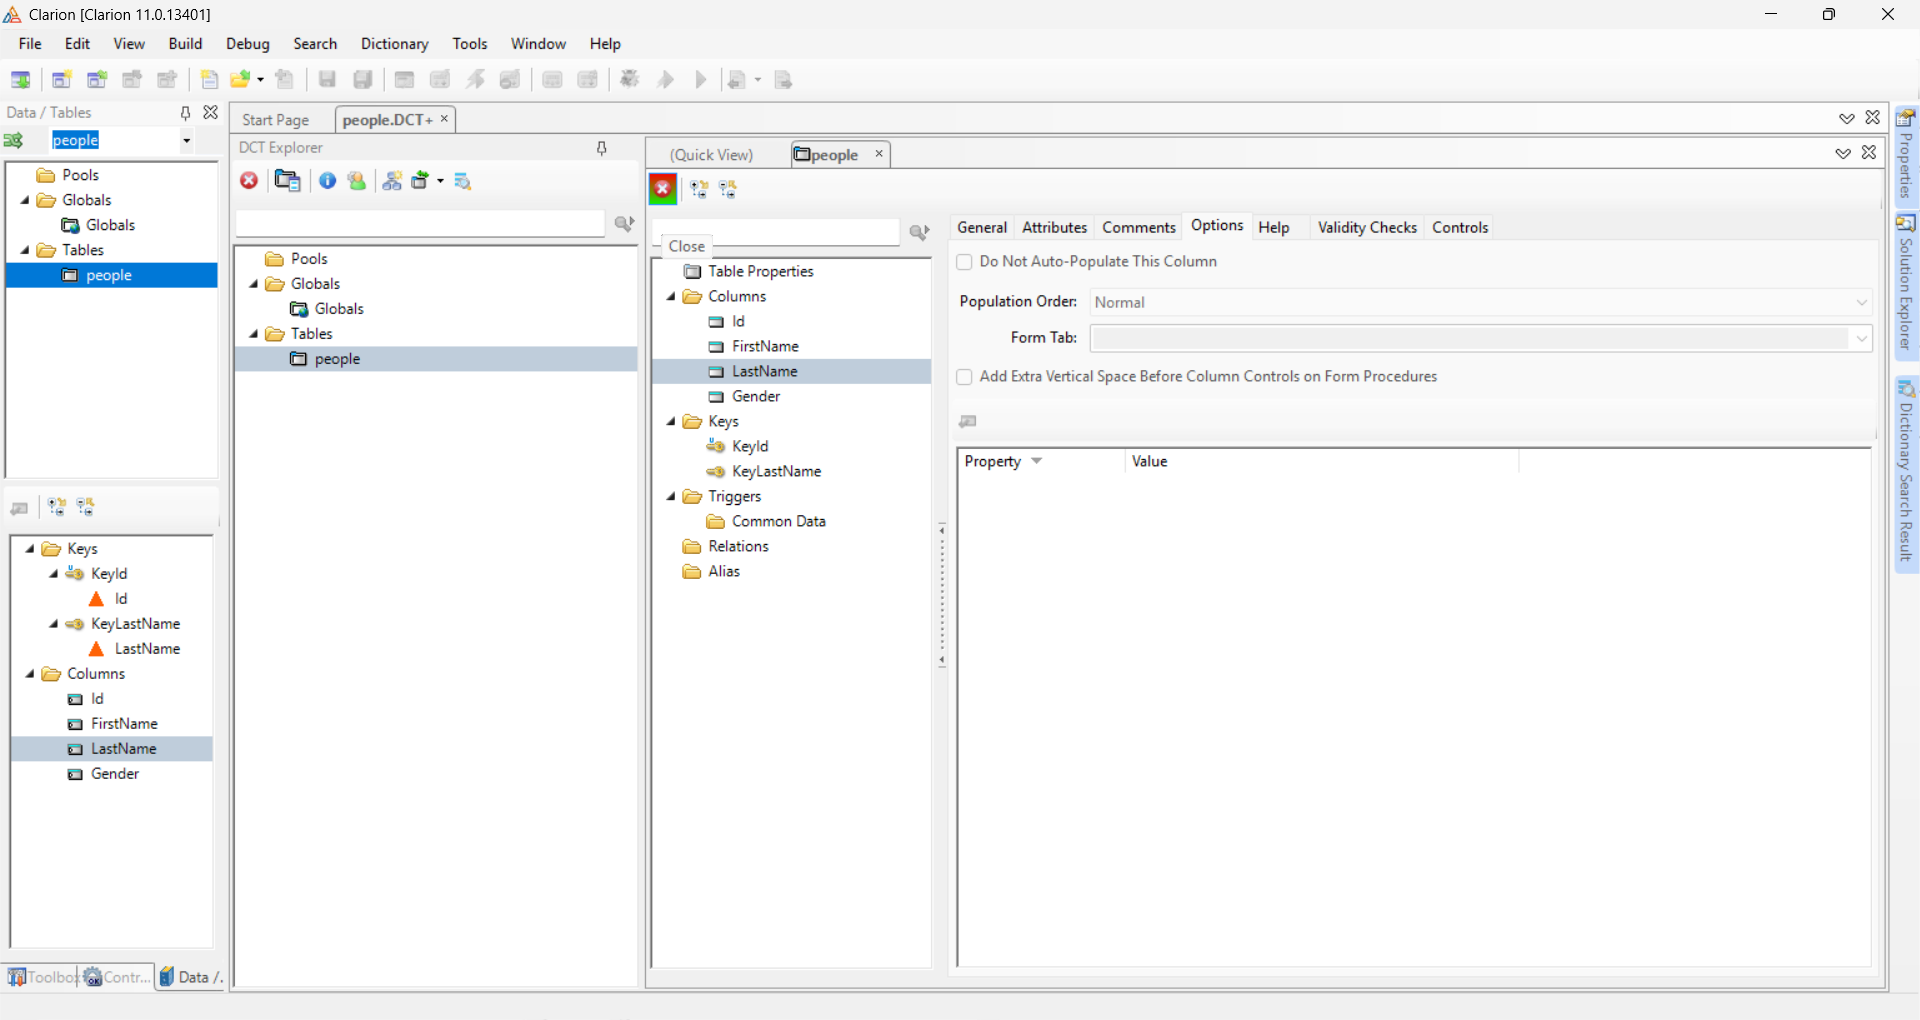 Clarion [Clarion 11.0.13401]
File Edit View Build Debug Search Dictionary Tools Window Help
Data / Tables
people
Pools
Globals
Globals
Tables
people
Keys
KeyId
Id
KeyLastName
LastName
Columns
Id
FirstName
LastName
Gender
Toolbox
Contr...
Data /.
Start Page people.DCT+
DCT Explorer
Pools
Globals
Globals
Tables
people
(Quick View) people
Close
Table Properties
Columns
Id
FirstName
LastName
Gender
Keys
KeyId
KeyLastName
Triggers
Common Data
Relations
Alias
General Attributes Comments Options Help Validity Checks Controls
Do Not Auto-Populate This Column
Population Order: Normal
Form Tab:
Add Extra Vertical Space Before Column Controls on Form Procedures
Property Value
Properties
Solution Explorer
Dictionary Search Result